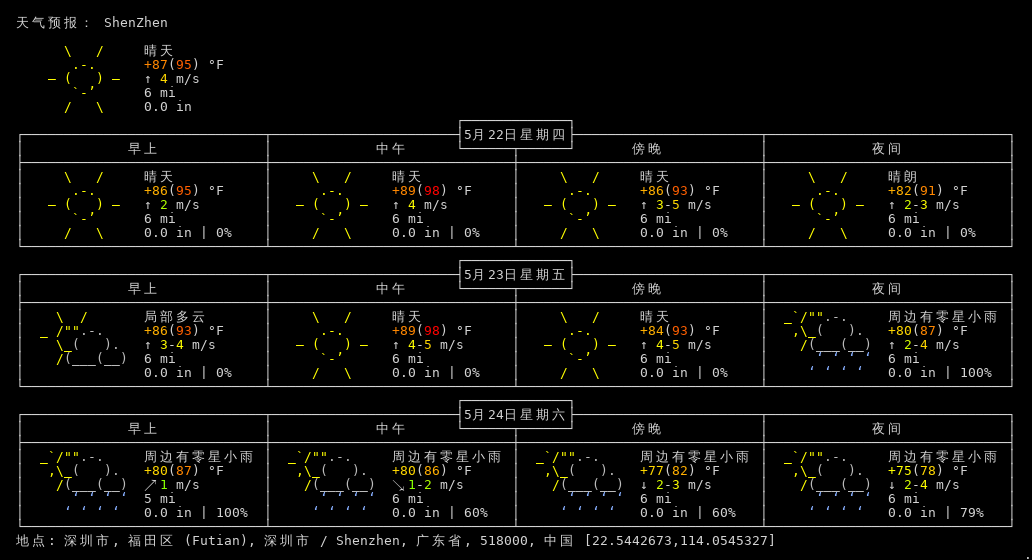 天气预报： ShenZhen
晴天
+87(95) °F
↑ 4 m/s
6 mi
0.0 in
5月22日星期四
早上 中午 傍晚 夜间
晴天 晴天 晴天 晴朗
+86(95) °F +89(98) °F +86(93) °F +82(91) °F
↑ 2 m/s ↑ 4 m/s ↑ 3-5 m/s ↑ 2-3 m/s
6 mi 6 mi 6 mi 6 mi
0.0 in | 0% 0.0 in | 0% 0.0 in | 0% 0.0 in | 0%
5月23日星期五
早上 中午 傍晚 夜间
局部多云 晴天 晴天 周边有零星小雨
+86(93) °F +89(98) °F +84(93) °F +80(87) °F
↑ 3-4 m/s ↑ 4-5 m/s ↑ 4-5 m/s ↑ 2-4 m/s
6 mi 6 mi 6 mi 6 mi
0.0 in | 0% 0.0 in | 0% 0.0 in | 0% 0.0 in | 100%
5月24日星期六
早上 中午 傍晚 夜间
周边有零星小雨 周边有零星小雨 周边有零星小雨 周边有零星小雨
+80(87) °F +80(86) °F +77(82) °F +75(78) °F
↗ 1 m/s ↘ 1-2 m/s ↓ 2-3 m/s ↓ 2-4 m/s
5 mi 6 mi 6 mi 6 mi
0.0 in | 100% 0.0 in | 60% 0.0 in | 60% 0.0 in | 79%
地点: 深圳市, 福田区 (Futian), 深圳市 / Shenzhen, 广东省, 518000, 中国 [22.5442673,114.0545327]